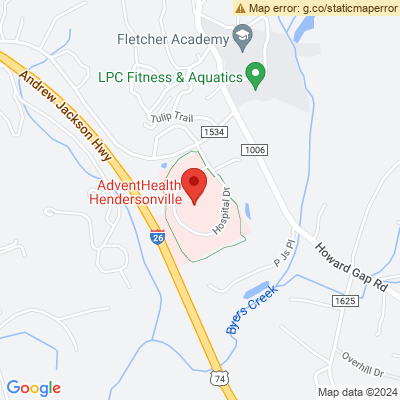 Map error: g.co/staticmaperror
Fletcher Academy
LPC Fitness & Aquatics
Andrew Jackson Hwy
Tulip Trail
1534
1006
AdventHealth
Hendersonville
Hospital Dr
26
Howard Gap Rd
P Js Pl
1625
Byers Creek
Overhill Dr
74
Google
Map data ©2024